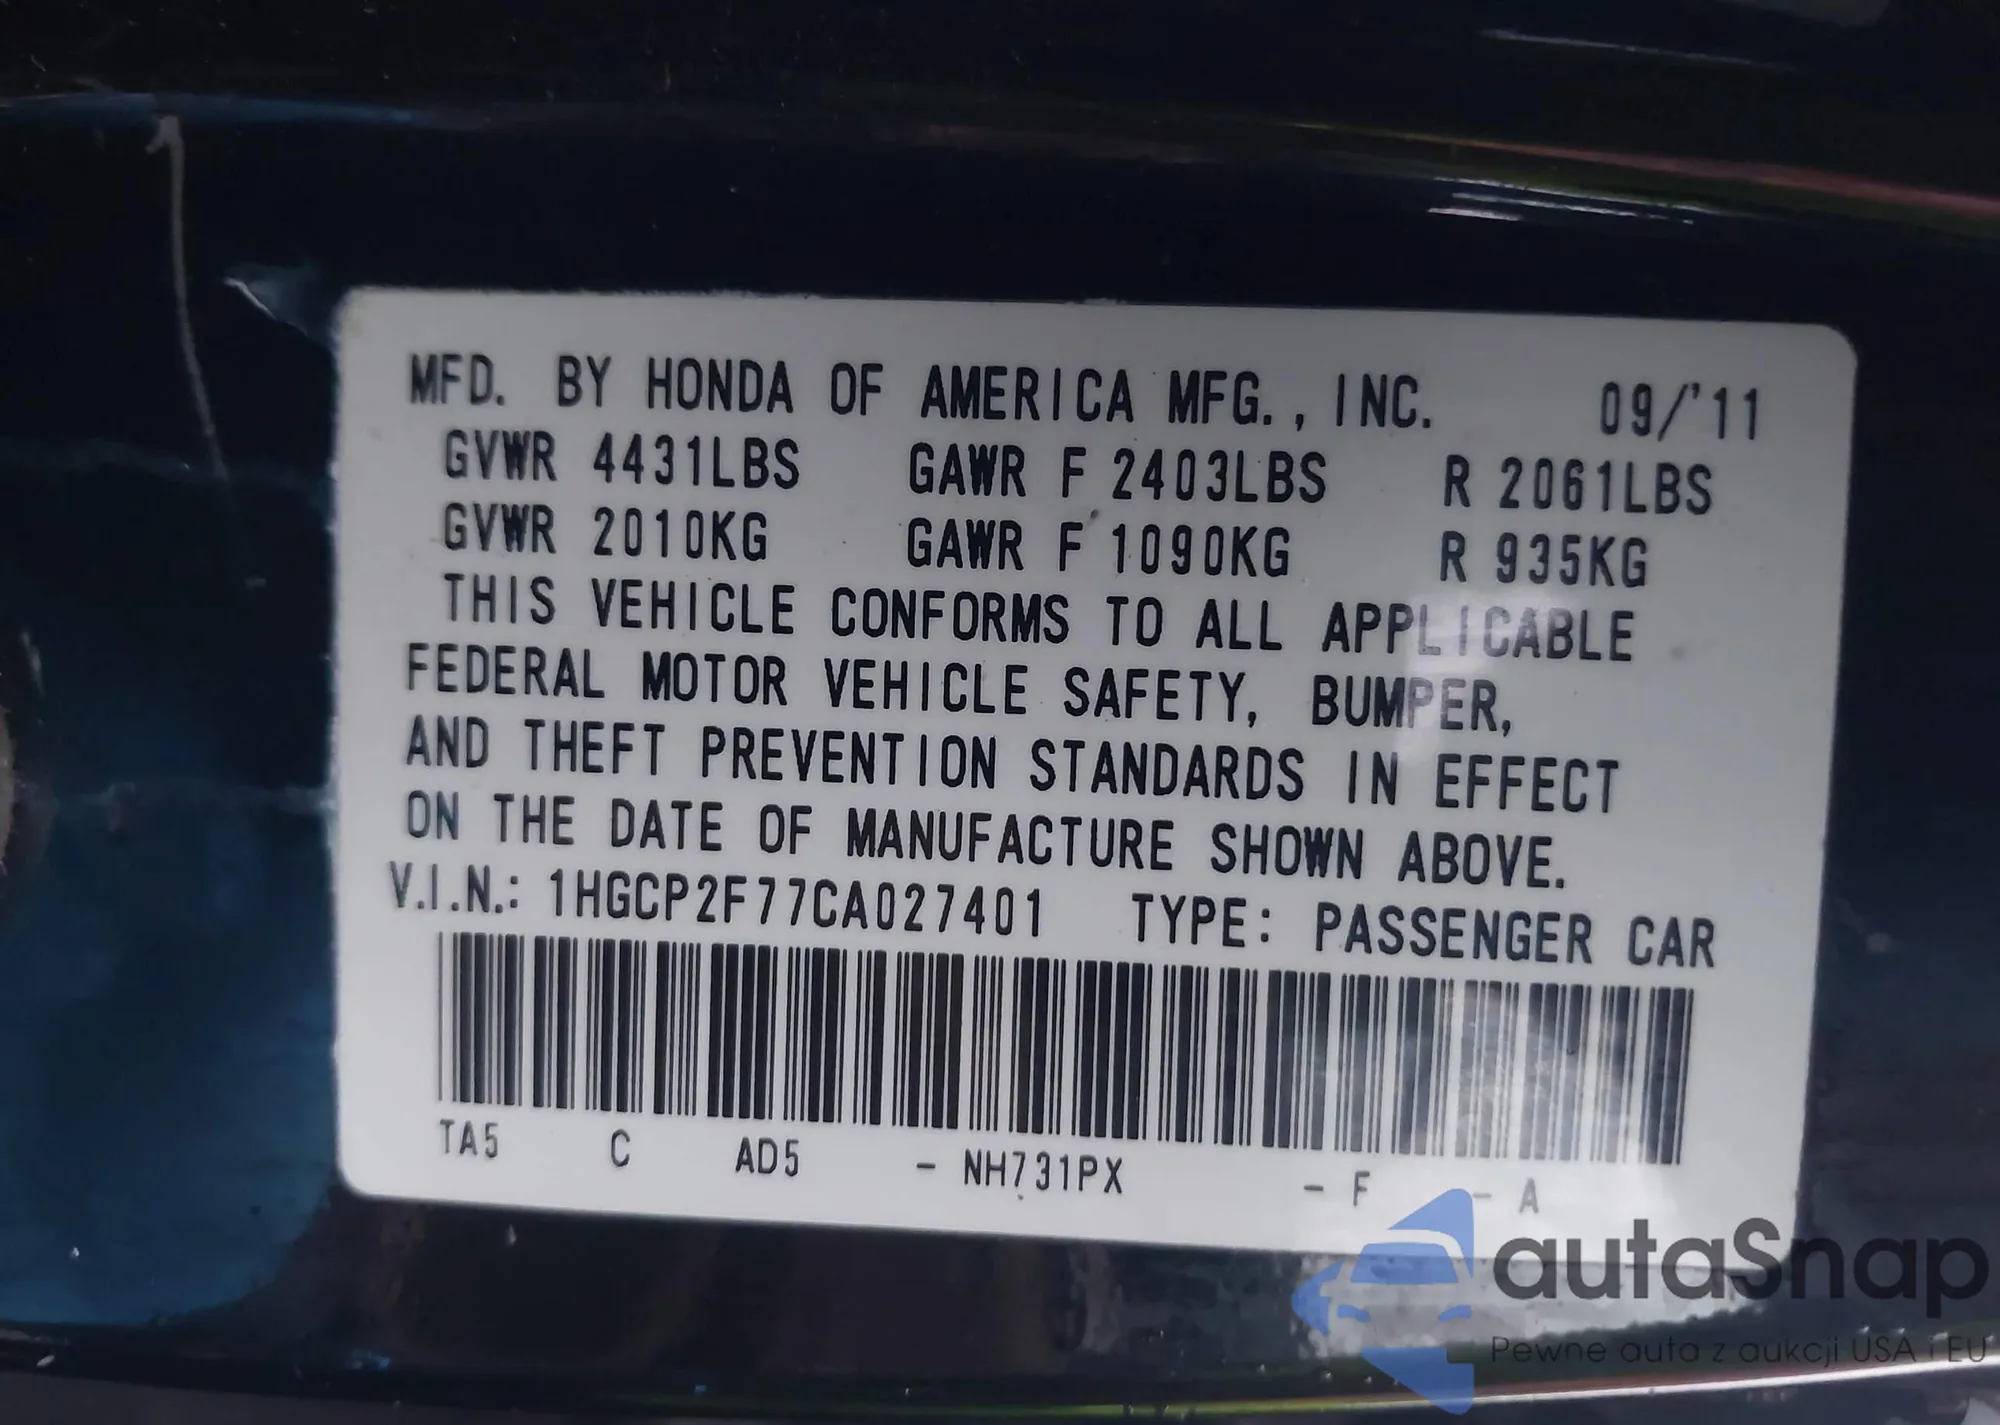 MFD. BY HONDA OF AMERICA MFG., INC. 09/'11
GVWR 4431LBS GAWR F 2403LBS R 2061LBS
GVWR 2010KG GAWR F 1090KG R 935KG
THIS VEHICLE CONFORMS TO ALL APPLICABLE
FEDERAL MOTOR VEHICLE SAFETY, BUMPER,
AND THEFT PREVENTION STANDARDS IN EFFECT
ON THE DATE OF MANUFACTURE SHOWN ABOVE.
V.I.N.: 1HGCP2F77CA027401 TYPE: PASSENGER CAR
TA5 C AD5 - NH731PX - F - A
autaSnap
Pewne auta z aukcji USA i EU